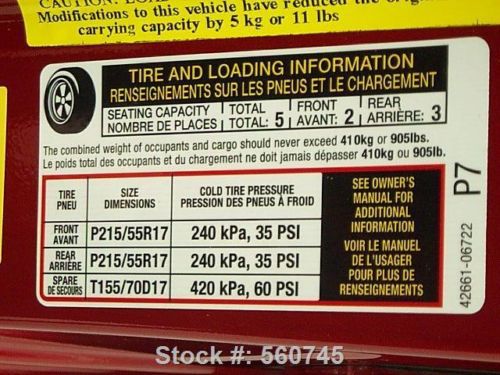 Modifications to this vehicle have reduced the original
carrying capacity by 5 kg or 11 lbs
TIRE AND LOADING INFORMATION
RENSEIGNEMENTS SUR LES PNEUS ET LE CHARGEMENT
SEATING CAPACITY TOTAL FRONT REAR
NOMBRE DE PLACES TOTAL: 5 AVANT: 2 ARRIÈRE: 3
The combined weight of occupants and cargo should never exceed 410kg or 905lbs.
Le poids total des occupants et du chargement ne doit jamais dépasser 410kg ou 905lb.
TIRE SIZE COLD TIRE PRESSURE
PNEU DIMENSIONS PRESSION DES PNEUS À FROID
FRONT
AVANT P215/55R17 240 kPa, 35 PSI
REAR
ARRIÈRE P215/55R17 240 kPa, 35 PSI
SPARE
DE SECOURS T155/70D17 420 kPa, 60 PSI
SEE OWNER'S
MANUAL FOR
ADDITIONAL
INFORMATION
VOIR LE MANUEL
DE L'USAGER
POUR PLUS DE
RENSEIGNEMENTS
42661-06722 P7
Stock #: 560745